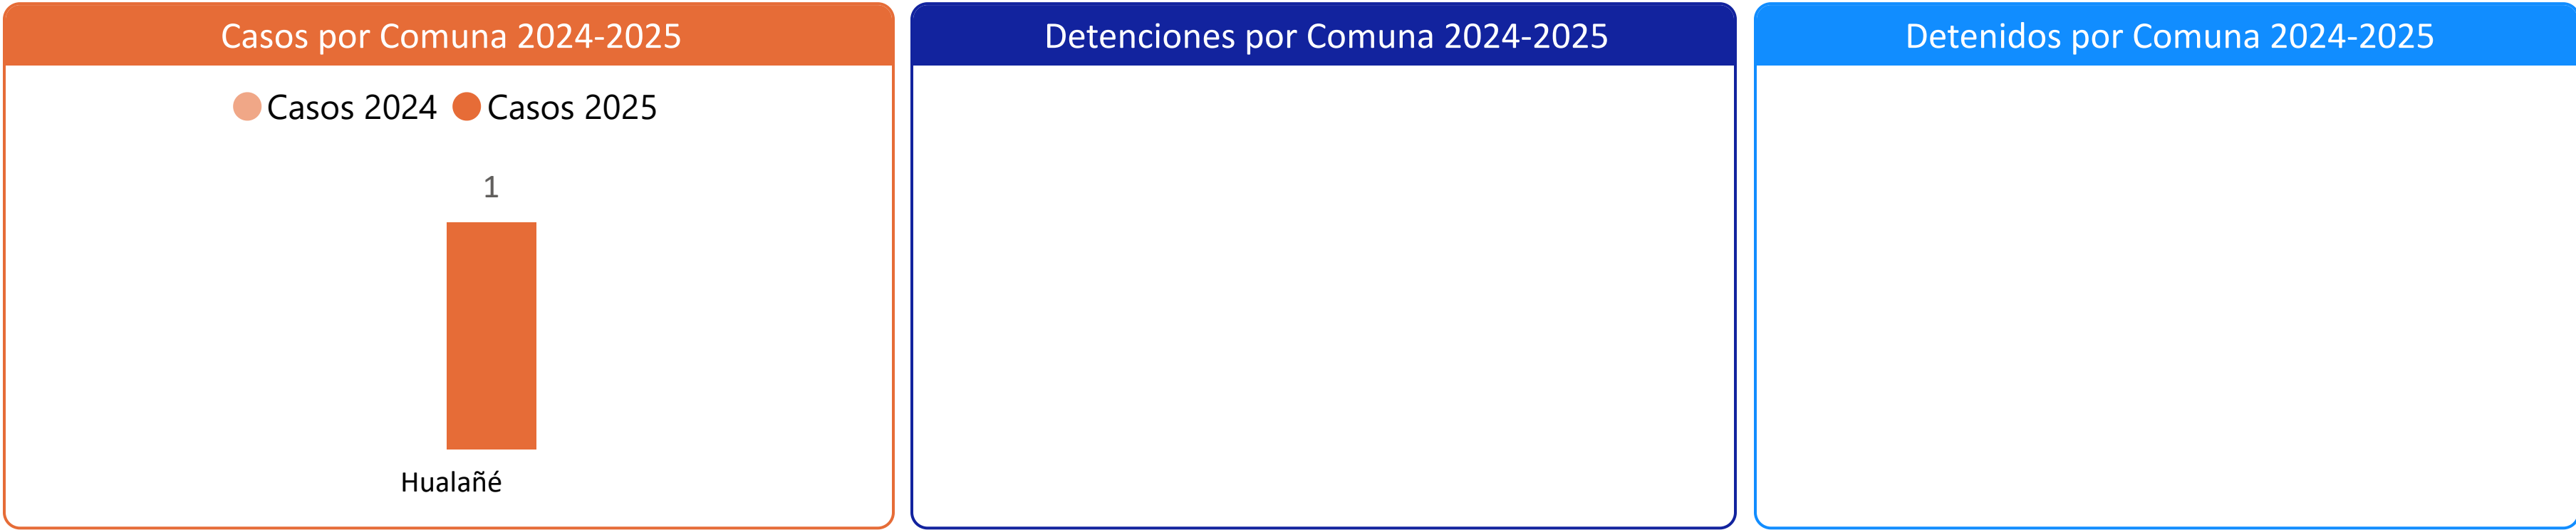 Casos por Comuna 2024-2025
Casos 2024 Casos 2025
1
Hualañé
Detenciones por Comuna 2024-2025
Detenidos por Comuna 2024-2025